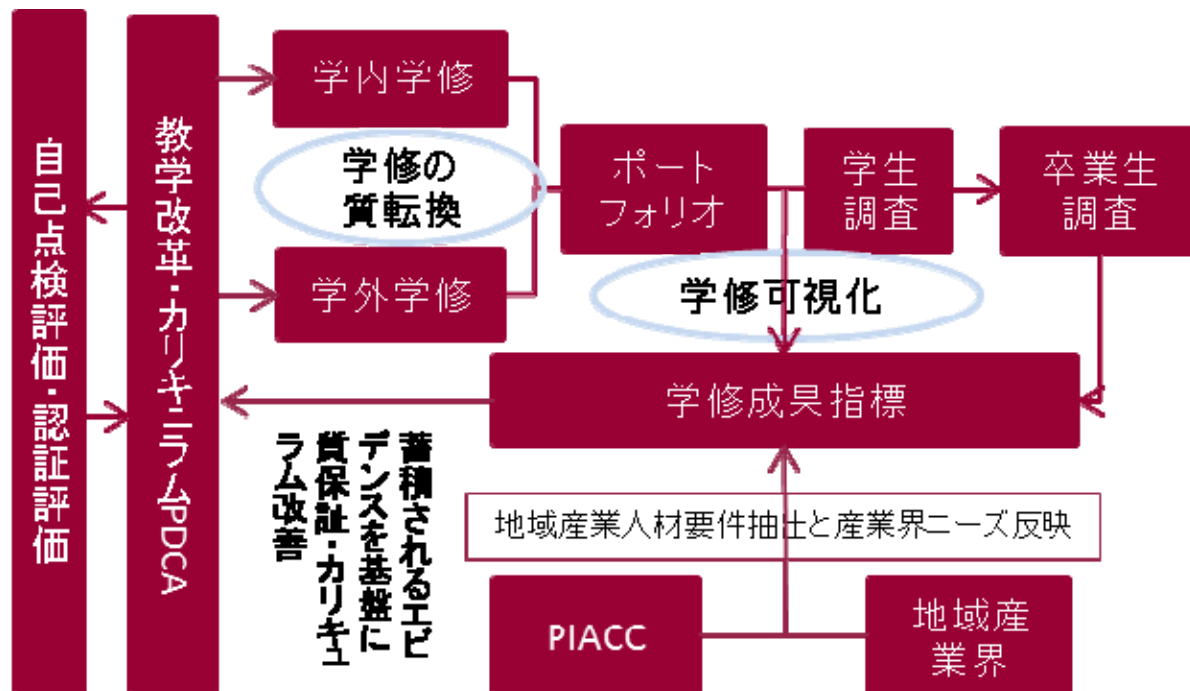 自己点検評価・認証評価
教学改革・カリキュラムPDCA
学内学修
学修の
質転換
学外学修
ポート
フォリオ
学生
調査
卒業生
調査
学修可視化
学修成果指標
蓄積されるエビ
デンスを基盤に
質保証・カリキュ
ラム改善
地域産業人材要件抽出と産業界ニーズ反映
PIACC
地域産
業界